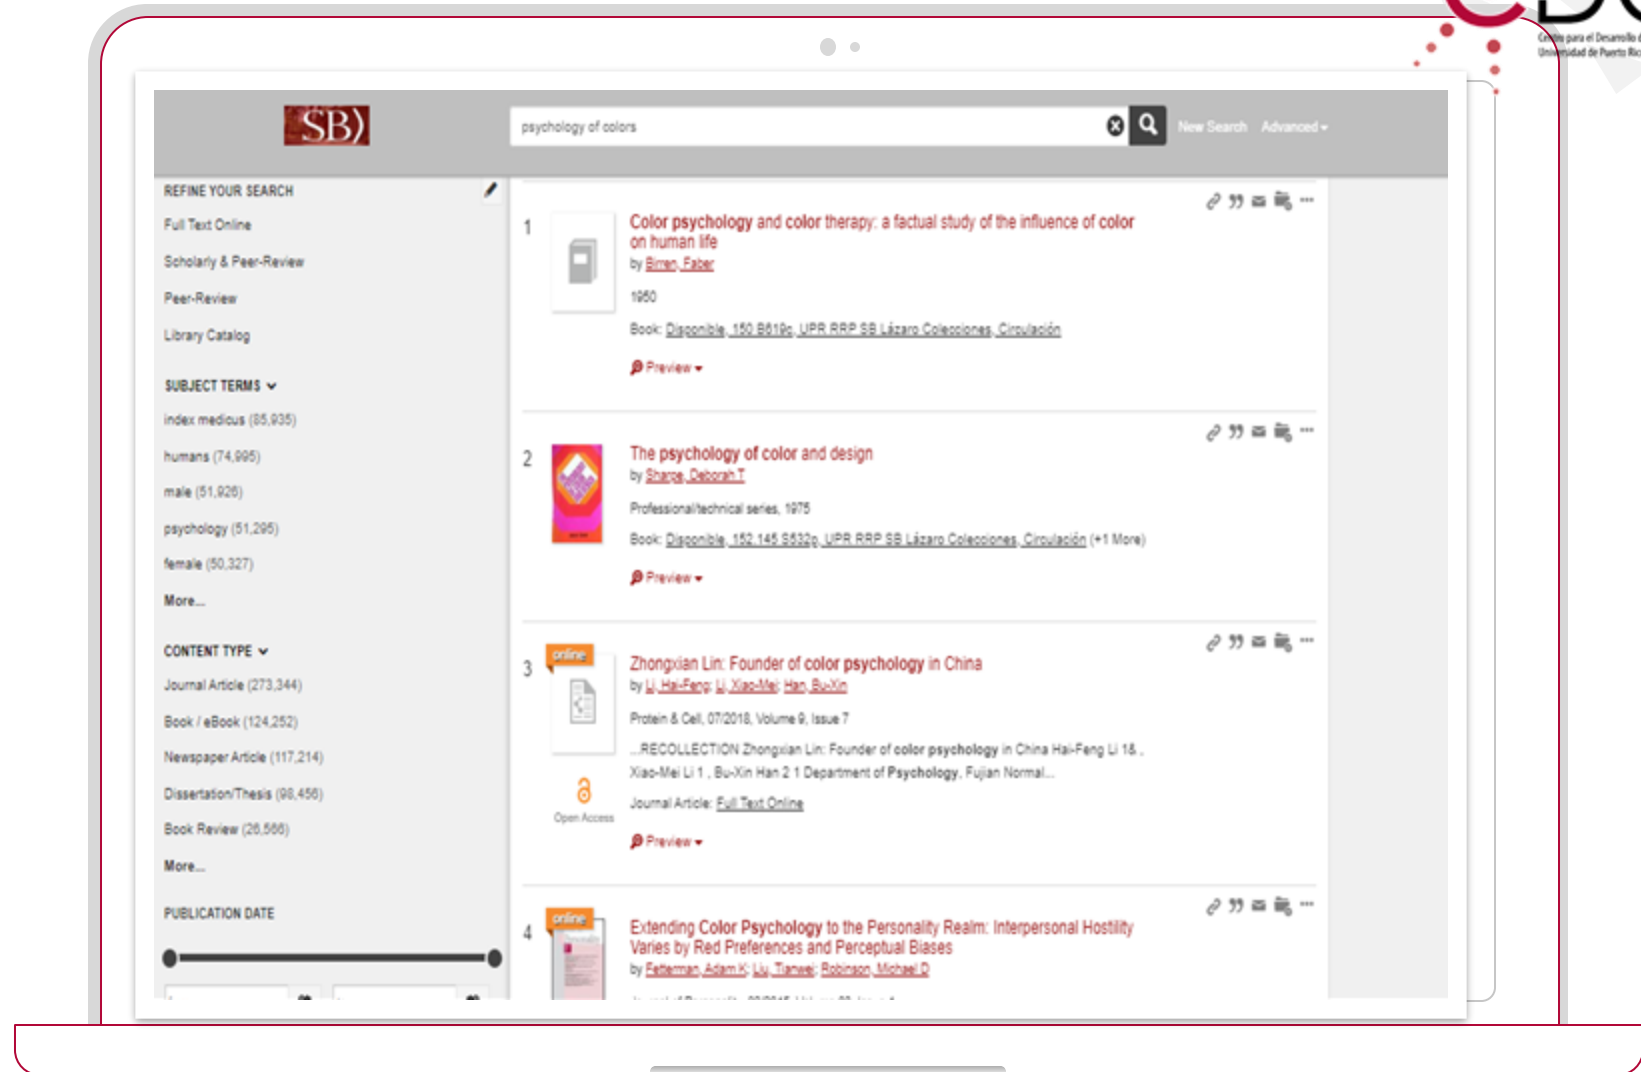 Centro para el Desarrollo
Universidad de Puerto Ric
SB)
psychology of colors
New Search Advanced
REFINE YOUR SEARCH
Full Text Online
Scholarly & Peer-Review
Peer-Review
Library Catalog
SUBJECT TERMS
index medicus (85,935)
humans (74,995)
male (51,926)
psychology (51,295)
female (50,327)
More...
CONTENT TYPE
Journal Article (273,344)
Book / eBook (124,252)
Newspaper Article (117,214)
Dissertation/Thesis (98,456)
Book Review (26,566)
More...
PUBLICATION DATE
1
Color psychology and color therapy: a factual study of the influence of color
on human life
by Birren, Faber
1950
Book: Disponible, 150 B619c, UPR RRP SB Lázaro Colecciones, Circulación
Preview
2
The psychology of color and design
by Sharpe, Deborah T
Professional/technical series, 1975
Book: Disponible, 152.145 S532p, UPR RRP SB Lázaro Colecciones, Circulación (+1 More)
Preview
3
online
Zhongxian Lin: Founder of color psychology in China
by Li, Hai-Feng; Li, Xiao-Mei; Han, Bu-Xin
Protein & Cell, 07/2018, Volume 9, Issue 7
...RECOLLECTION Zhongxian Lin: Founder of color psychology in China Hai-Feng Li 1& ,
Xiao-Mei Li 1 , Bu-Xin Han 2 1 Department of Psychology, Fujian Normal...
Open Access
Journal Article: Full Text Online
Preview
4
online
Extending Color Psychology to the Personality Realm: Interpersonal Hostility
Varies by Red Preferences and Perceptual Biases
by Fetterman, Adam K; Liu, Tianwei; Robinson, Michael D